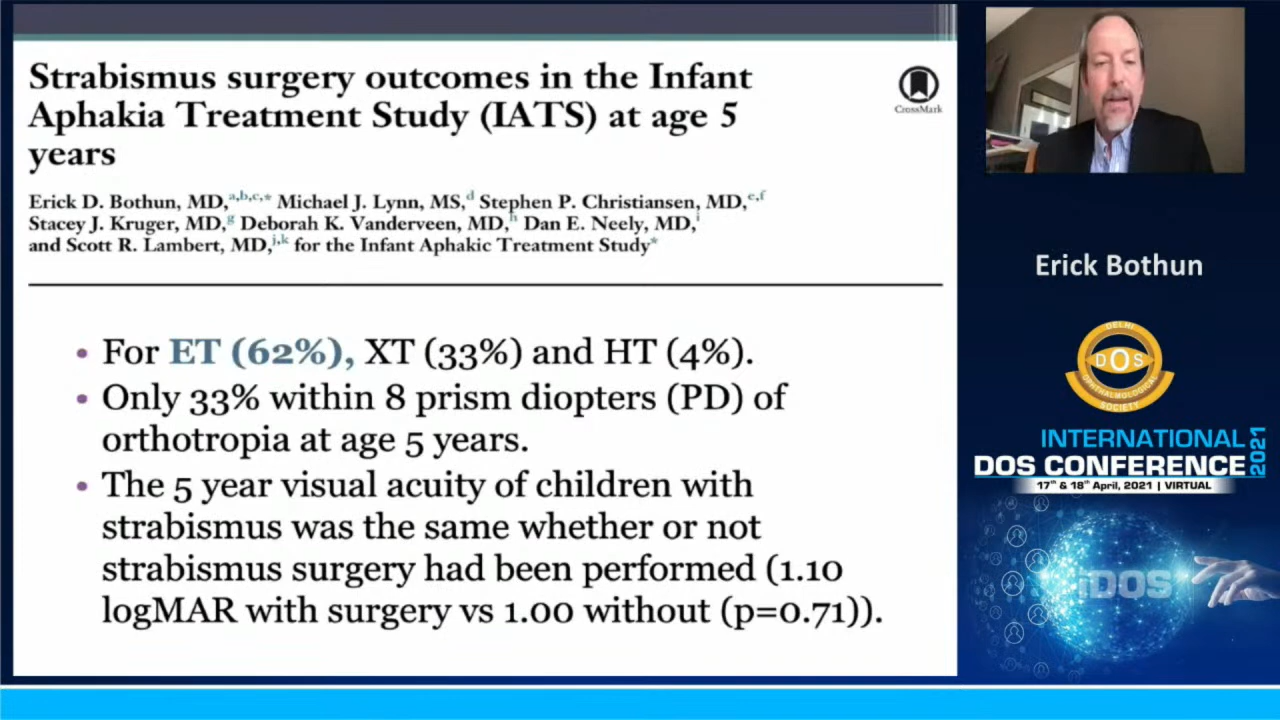 Strabismus surgery outcomes in the Infant
Aphakia Treatment Study (IATS) at age 5
years
CrossMark
Erick D. Bothun, MD,a,b,c,* Michael J. Lynn, MS,d Stephen P. Christiansen, MD,e,f
Stacey J. Kruger, MD,g Deborah K. Vanderveen, MD,h Dan E. Neely, MD,i
and Scott R. Lambert, MD,j,k for the Infant Aphakic Treatment Study*
• For ET (62%), XT (33%) and HT (4%).
• Only 33% within 8 prism diopters (PD) of
orthotropia at age 5 years.
• The 5 year visual acuity of children with
strabismus was the same whether or not
strabismus surgery had been performed (1.10
logMAR with surgery vs 1.00 without (p=0.71)).
Erick Bothun
DELHI
DOS
OPHTHALMOLOGICAL
SOCIETY
INTERNATIONAL
DOS CONFERENCE
2021
17th & 18th April, 2021 | VIRTUAL
iDOS